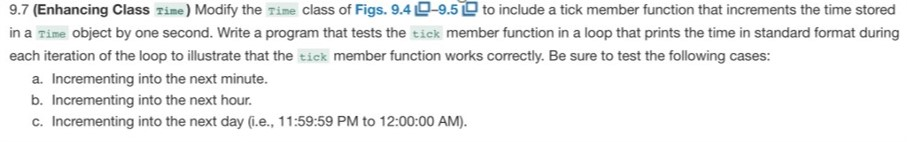 9.7 (Enhancing Class Time) Modify the Time class of Figs. 9.4–9.5 to include a tick member function that increments the time stored
in a Time object by one second. Write a program that tests the tick member function in a loop that prints the time in standard format during
each iteration of the loop to illustrate that the tick member function works correctly. Be sure to test the following cases:
a. Incrementing into the next minute.
b. Incrementing into the next hour.
c. Incrementing into the next day (i.e., 11:59:59 PM to 12:00:00 AM).